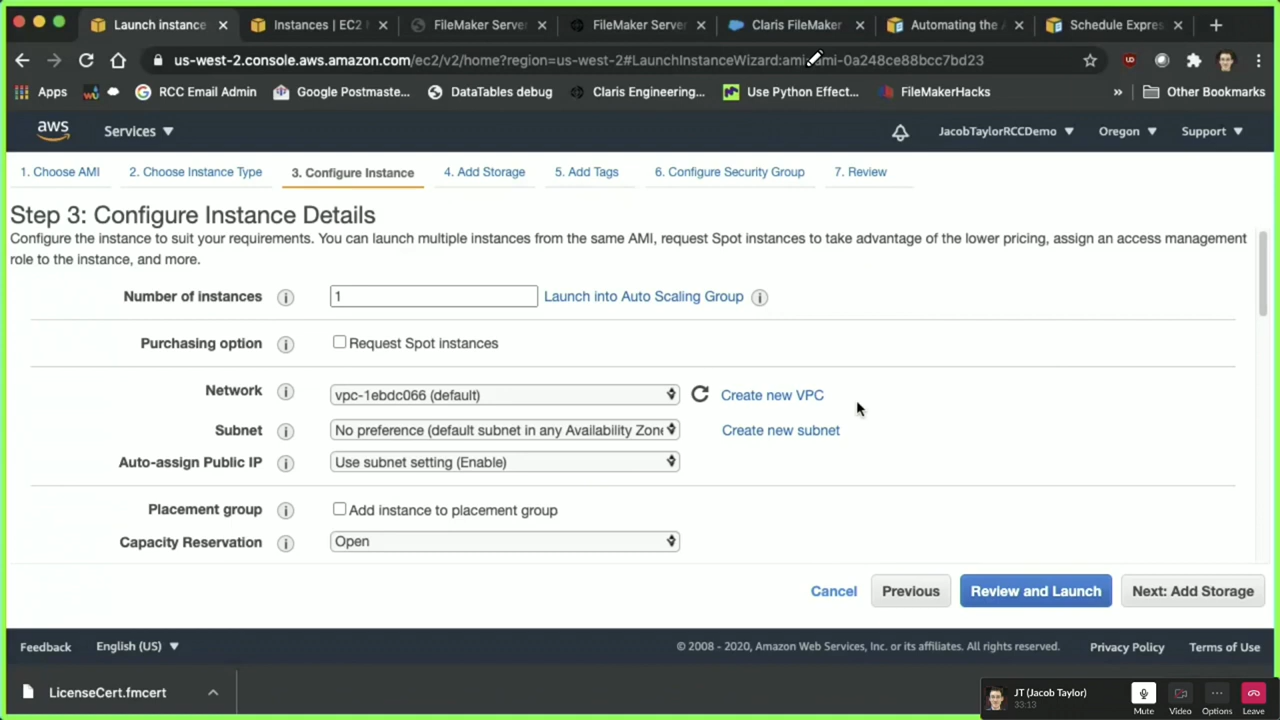 Launch instance
Instances | EC2
FileMaker Serve
FileMaker Server
Claris FileMaker
Automating the
Schedule Expres
us-west-2.console.aws.amazon.com/ec2/v2/home?region=us-west-2#LaunchInstanceWizard:ami=ami-0a248ce88bcc7bd23
Apps
RCC Email Admin
Google Postmaste...
DataTables debug
Claris Engineering...
Use Python Effect...
FileMakerHacks
»
Other Bookmarks
aws
Services
JacobTaylorRCCDemo
Oregon
Support
1. Choose AMI
2. Choose Instance Type
3. Configure Instance
4. Add Storage
5. Add Tags
6. Configure Security Group
7. Review
Step 3: Configure Instance Details
Configure the instance to suit your requirements. You can launch multiple instances from the same AMI, request Spot instances to take advantage of the lower pricing, assign an access management
role to the instance, and more.
Number of instances
1
Launch into Auto Scaling Group
Purchasing option
Request Spot instances
Network
vpc-1ebdc066 (default)
Create new VPC
Subnet
No preference (default subnet in any Availability Zone
Create new subnet
Auto-assign Public IP
Use subnet setting (Enable)
Placement group
Add instance to placement group
Capacity Reservation
Open
Cancel
Previous
Review and Launch
Next: Add Storage
Feedback
English (US)
© 2008 - 2020, Amazon Web Services, Inc. or its affiliates. All rights reserved.
Privacy Policy
Terms of Use
LicenseCert.fmcert
JT (Jacob Taylor)
33:13
Mute
Video
Options
Leave